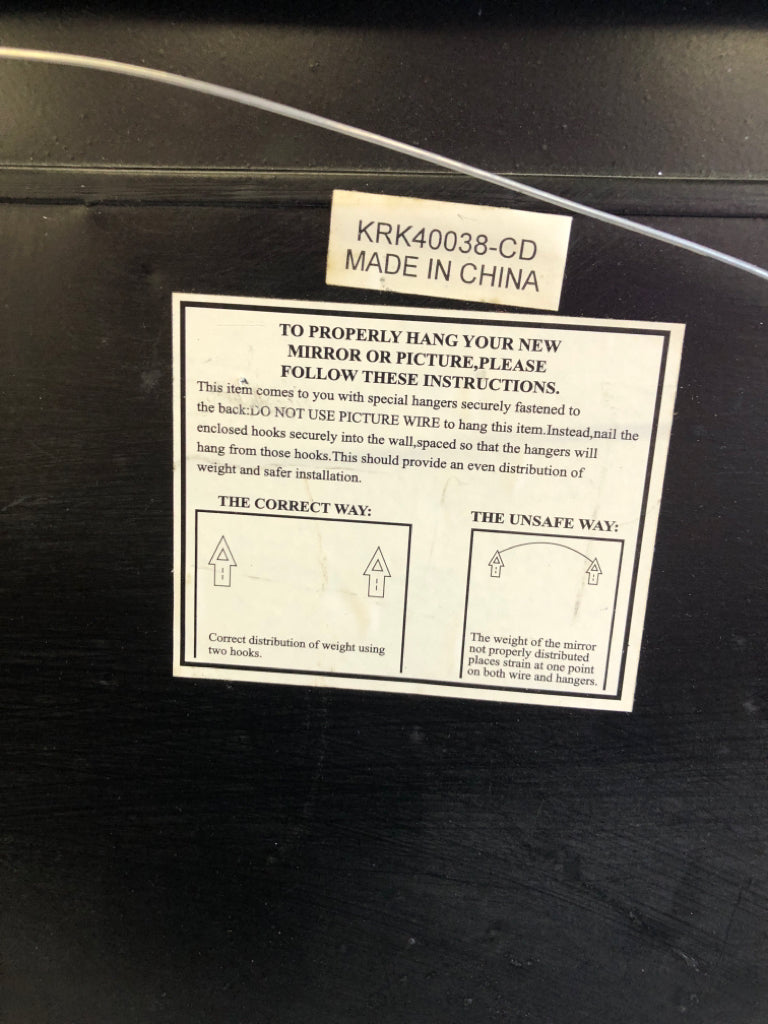 KRK40038-CD
MADE IN CHINA
TO PROPERLY HANG YOUR NEW
MIRROR OR PICTURE,PLEASE
FOLLOW THESE INSTRUCTIONS.
This item comes to you with special hangers securely fastened to
the back:DO NOT USE PICTURE WIRE to hang this item.Instead,nail the
enclosed hooks securely into the wall,spaced so that the hangers will
hang from those hooks.This should provide an even distribution of
weight and safer installation.
THE CORRECT WAY:
Correct distribution of weight using
two hooks.
THE UNSAFE WAY:
The weight of the mirror
not properly distributed
places strain at one point
on both wire and hangers.